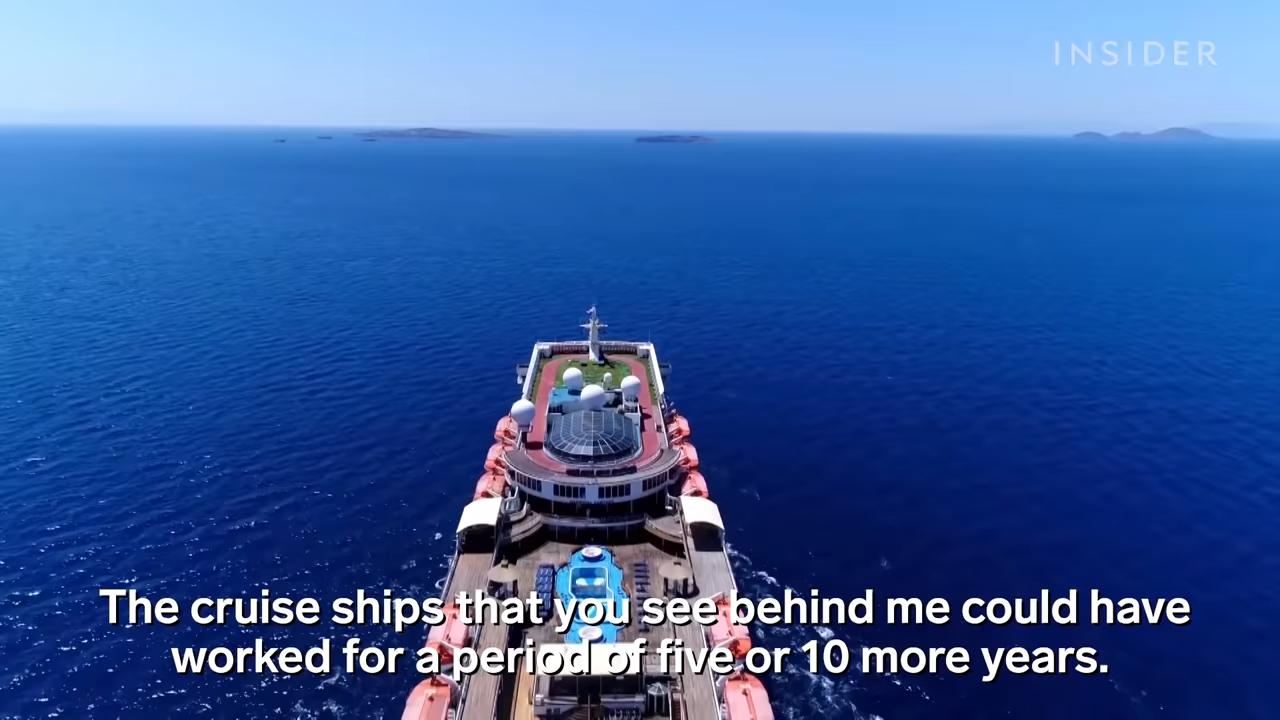 INSIDER
The cruise ships that you see behind me could have
worked for a period of five or 10 more years.